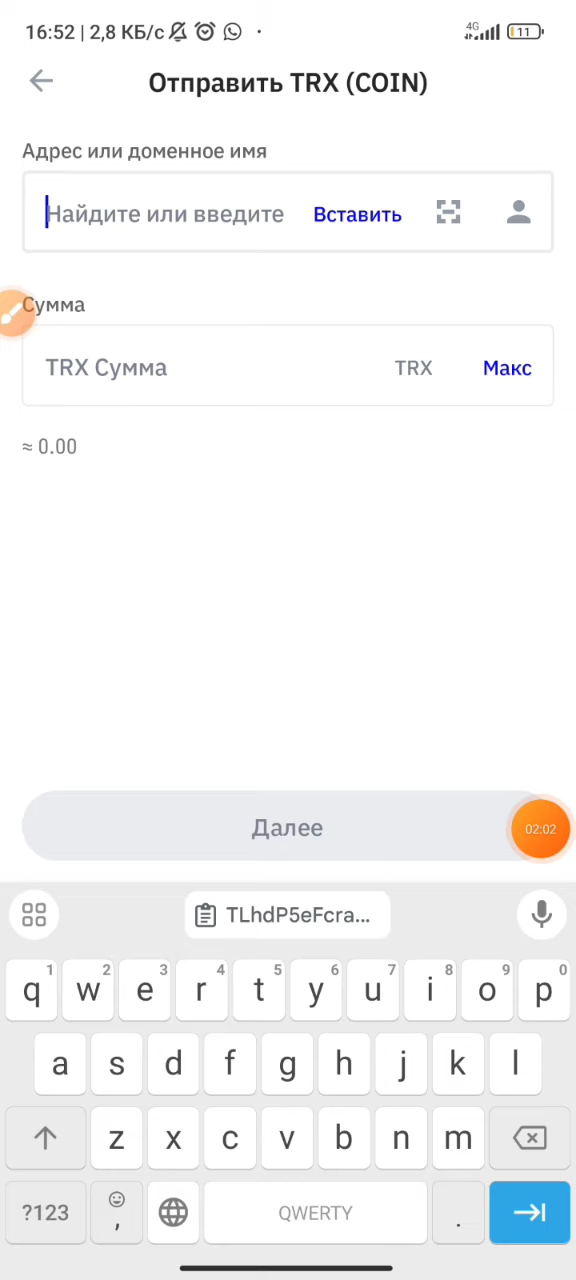 16:52 | 2,8 КБ/с
4G
11
Отправить TRX (COIN)
Адрес или доменное имя
Найдите или введите Вставить
Сумма
TRX Сумма TRX Макс
≈ 0.00
Далее
02:02
TLhdP5eFcra...
q 1 w 2 e 3 r 4 t 5 y 6 u 7 i 8 o 9 p 0
a s d f g h j k l
z x c v b n m
?123 , QWERTY .